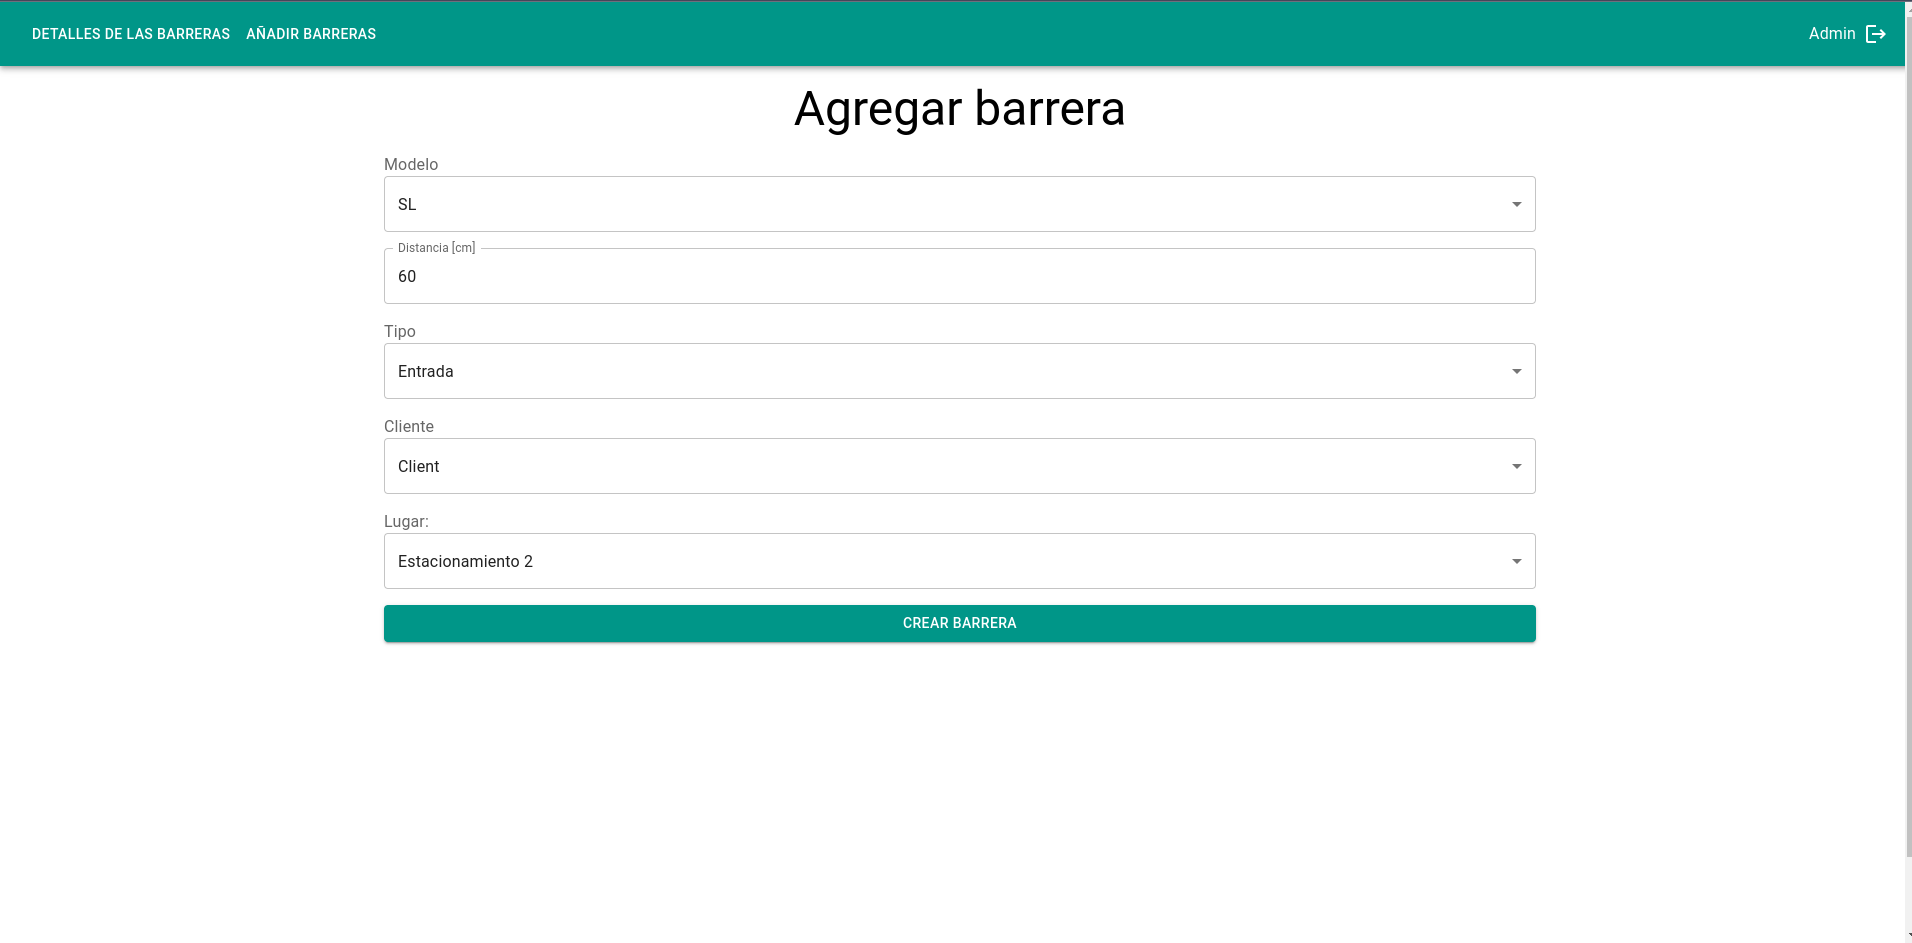 DETALLES DE LAS BARRERAS AÑADIR BARRERAS Admin
Agregar barrera
Modelo
SL
Distancia [cm]
60
Tipo
Entrada
Cliente
Client
Lugar:
Estacionamiento 2
CREAR BARRERA